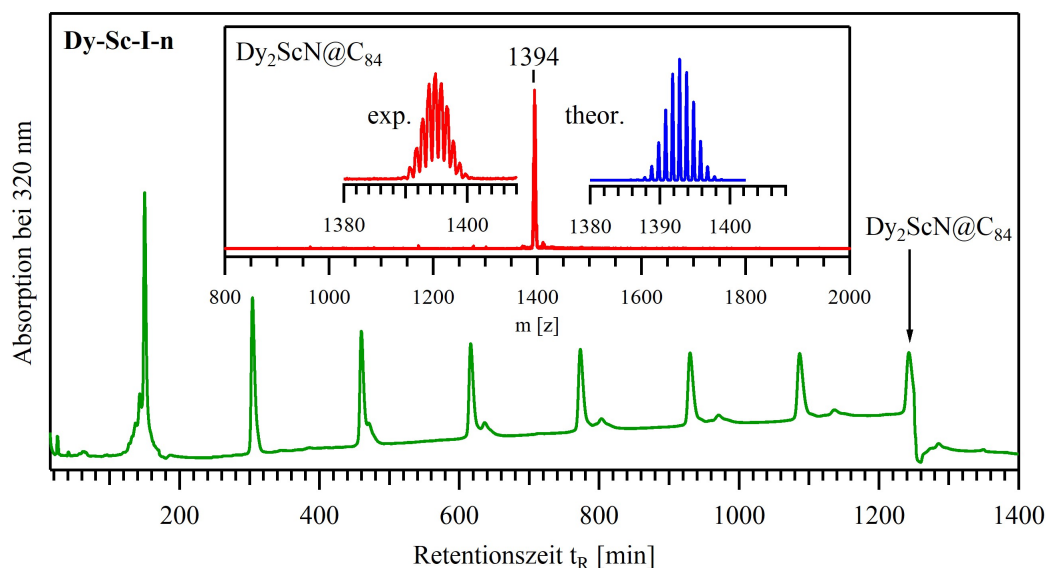 Dy-Sc-I-n
Dy₂ScN@C₈₄
1394
exp.
theor.
1380 1400
1380 1390 1400
800 1000 1200 1400 1600 1800 2000
m [z]
Dy₂ScN@C₈₄
Absorption bei 320 nm
200 400 600 800 1000 1200 1400
Retentionszeit t_R [min]